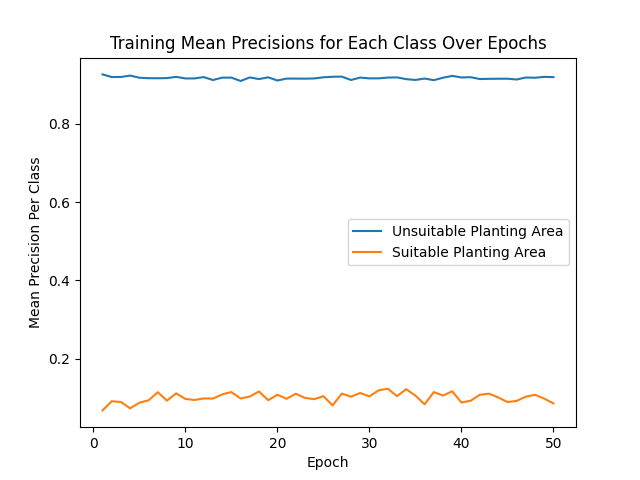 Training Mean Precisions for Each Class Over Epochs
Mean Precision Per Class
0.8
0.6
0.4
0.2
Unsuitable Planting Area
Suitable Planting Area
0 10 20 30 40 50
Epoch